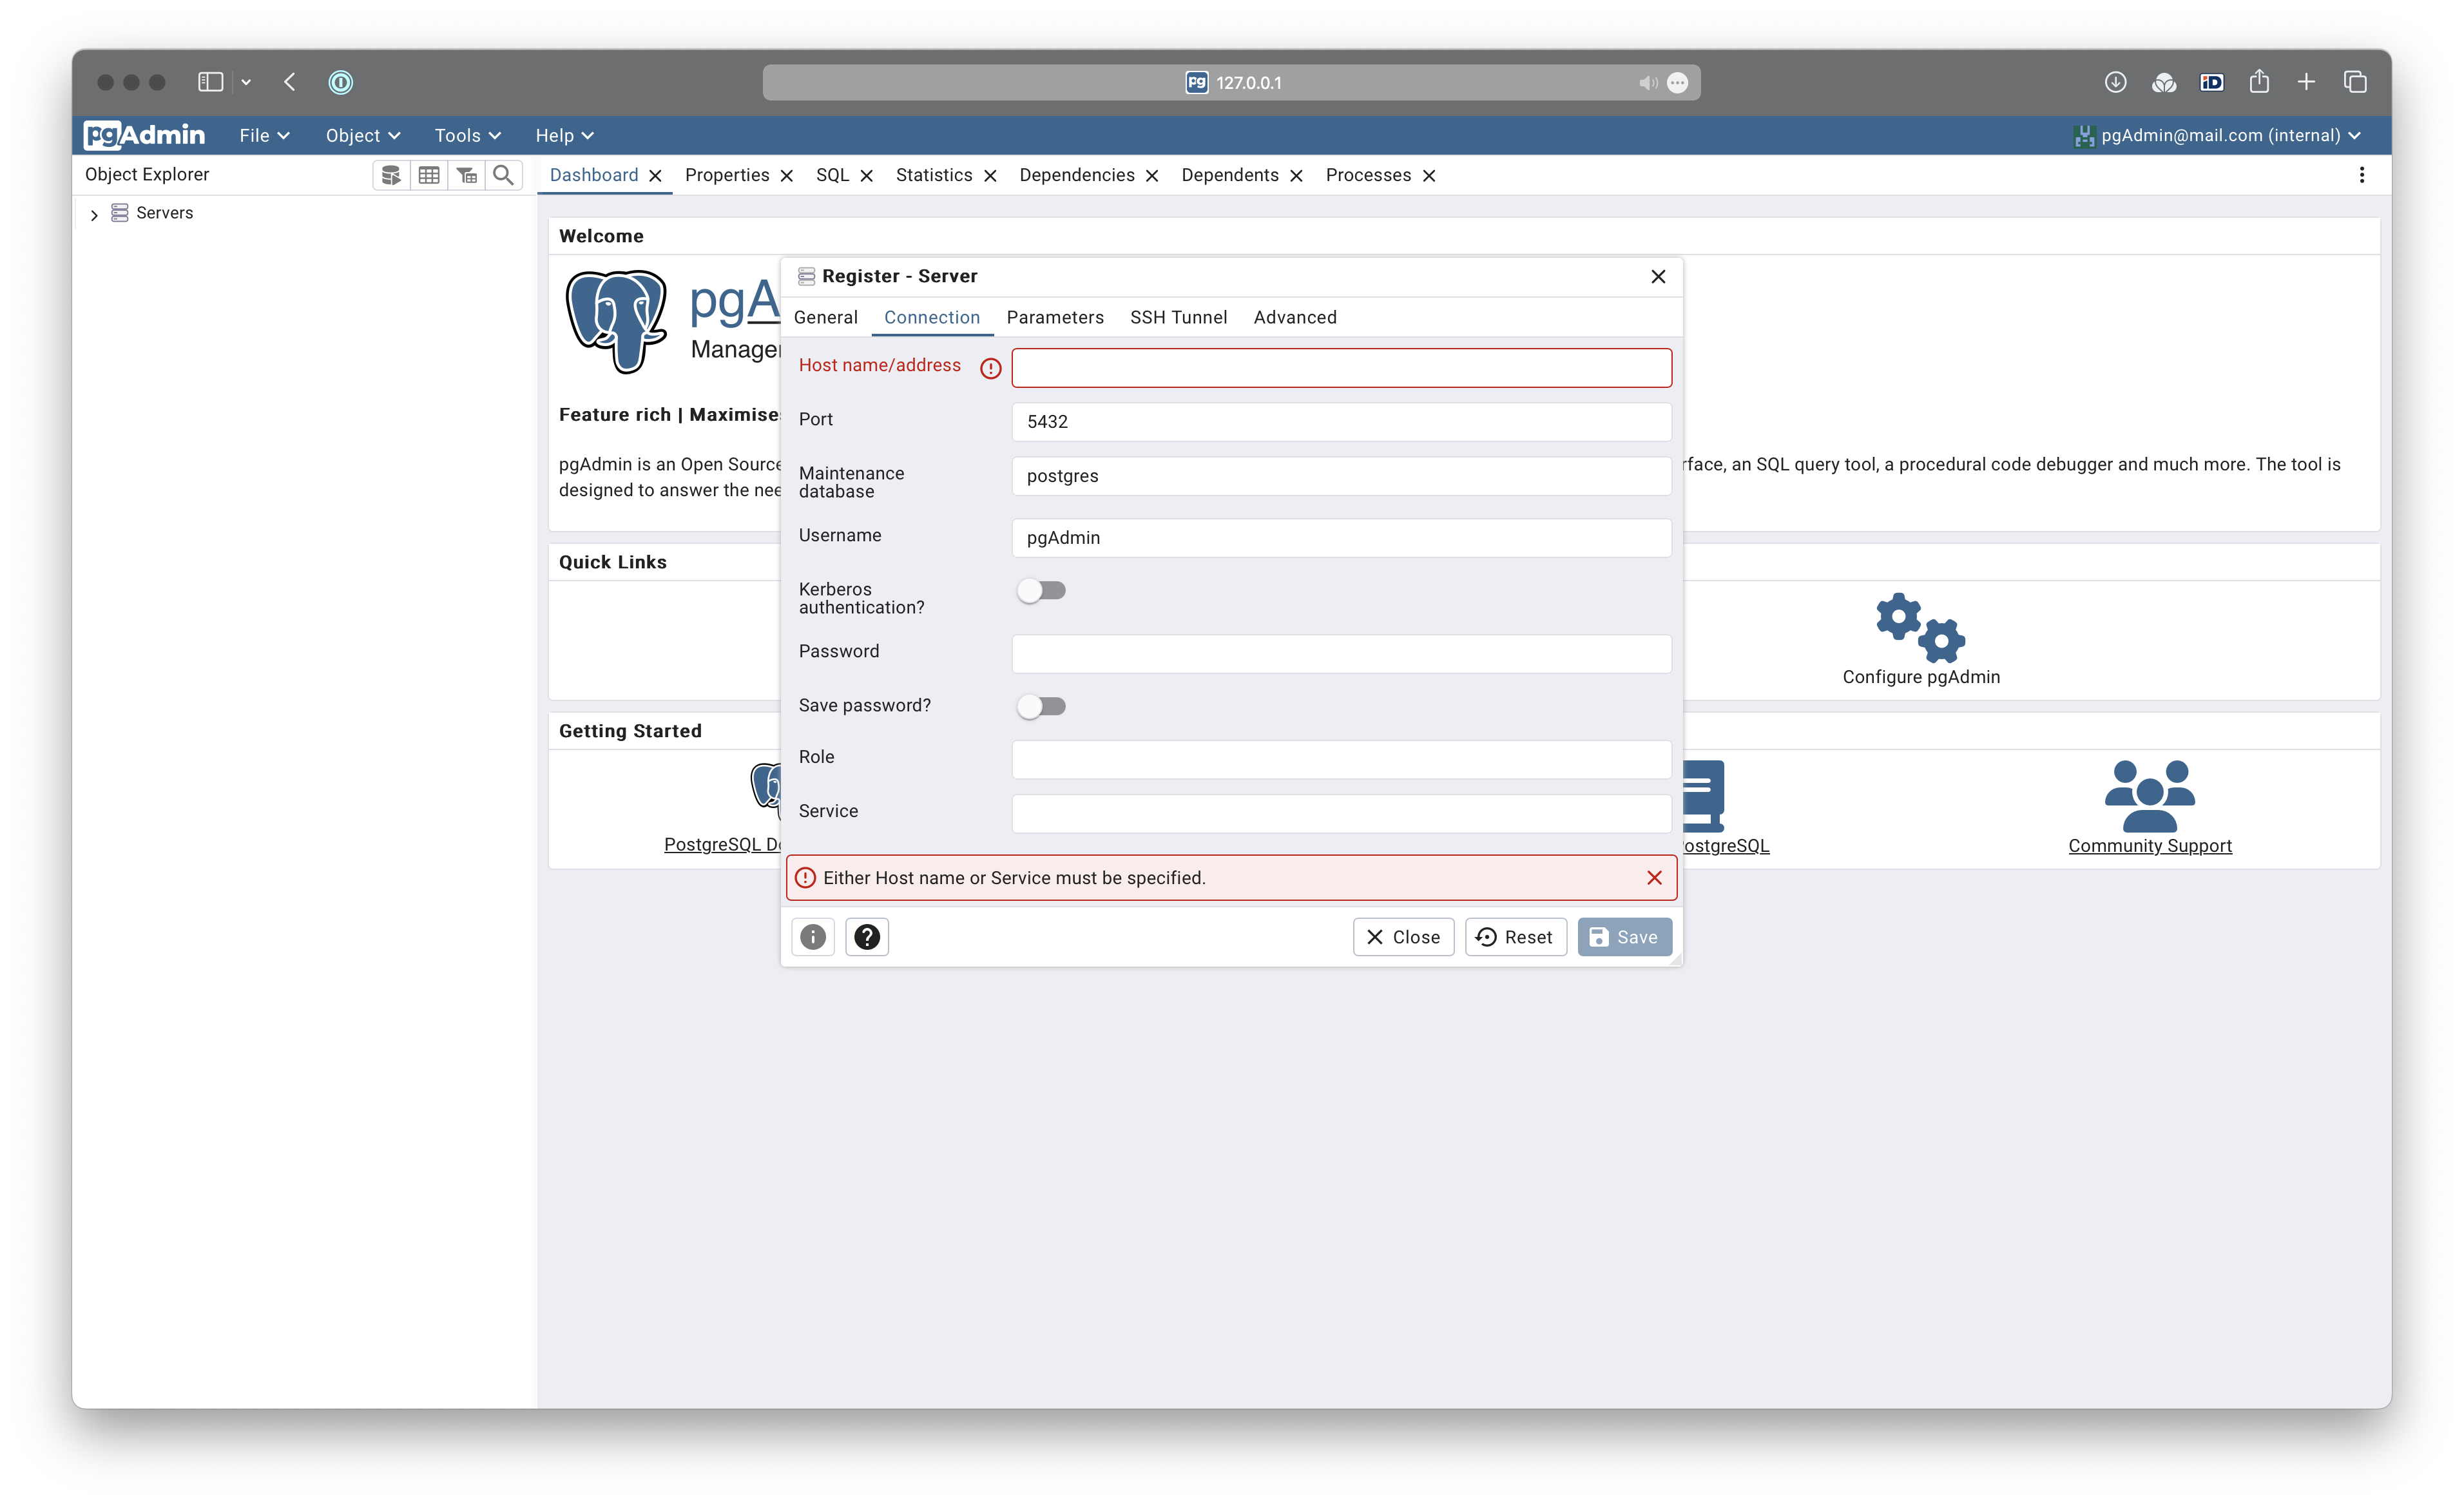 pg 127.0.0.1
pgAdmin File Object Tools Help pgAdmin@mail.com (internal)
Object Explorer
Dashboard Properties SQL Statistics Dependencies Dependents Processes
Servers
Welcome
pgA
Manage
Feature rich | Maximise
pgAdmin is an Open Source
rface, an SQL query tool, a procedural code debugger and much more. The tool is
designed to answer the nee
Quick Links
Configure pgAdmin
Getting Started
PostgreSQL D
ostgreSQL
Community Support
Register - Server
General Connection Parameters SSH Tunnel Advanced
Host name/address
Port 5432
Maintenance
database postgres
Username pgAdmin
Kerberos
authentication?
Password
Save password?
Role
Service
Either Host name or Service must be specified.
Close Reset Save